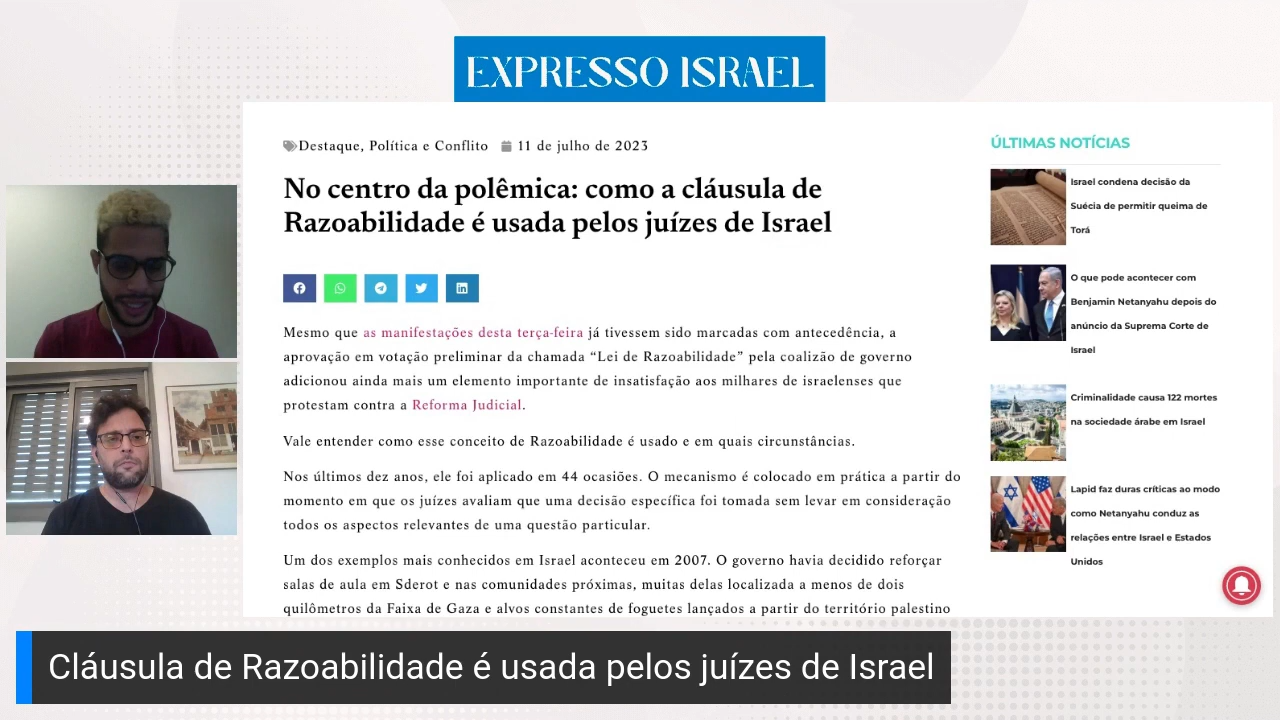 EXPRESSO ISRAEL
Destaque, Política e Conflito 11 de julho de 2023
No centro da polêmica: como a cláusula de
Razoabilidade é usada pelos juízes de Israel
Mesmo que as manifestações desta terça-feira já tivessem sido marcadas com antecedência, a
aprovação em votação preliminar da chamada “Lei de Razoabilidade” pela coalizão de governo
adicionou ainda mais um elemento importante de insatisfação aos milhares de israelenses que
protestam contra a Reforma Judicial.
Vale entender como esse conceito de Razoabilidade é usado e em quais circunstâncias.
Nos últimos dez anos, ele foi aplicado em 44 ocasiões. O mecanismo é colocado em prática a partir do
momento em que os juízes avaliam que uma decisão específica foi tomada sem levar em consideração
todos os aspectos relevantes de uma questão particular.
Um dos exemplos mais conhecidos em Israel aconteceu em 2007. O governo havia decidido reforçar
salas de aula em Sderot e nas comunidades próximas, muitas delas localizada a menos de dois
quilômetros da Faixa de Gaza e alvos constantes de foguetes lançados a partir do território palestino
ÚLTIMAS NOTÍCIAS
Israel condena decisão da
Suécia de permitir queima de
Torá
O que pode acontecer com
Benjamin Netanyahu depois do
anúncio da Suprema Corte de
Israel
Criminalidade causa 122 mortes
na sociedade árabe em Israel
Lapid faz duras críticas ao modo
como Netanyahu conduz as
relações entre Israel e Estados
Unidos
Cláusula de Razoabilidade é usada pelos juízes de Israel